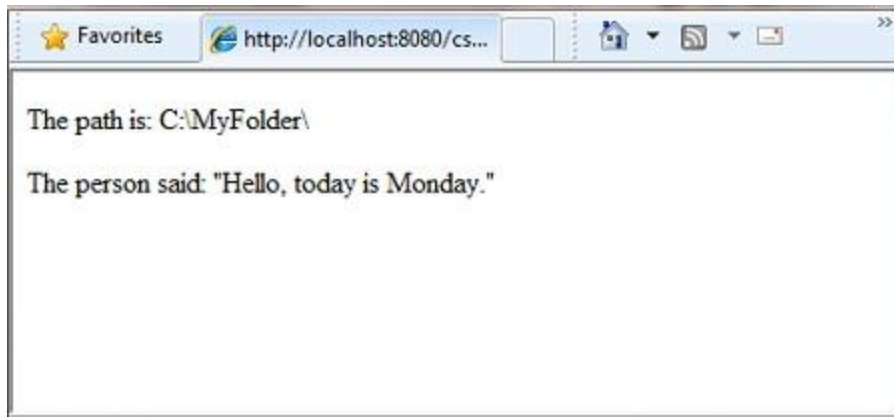 Favorites
http://localhost:8080/cs...
The path is: C:\MyFolder\
The person said: "Hello, today is Monday."